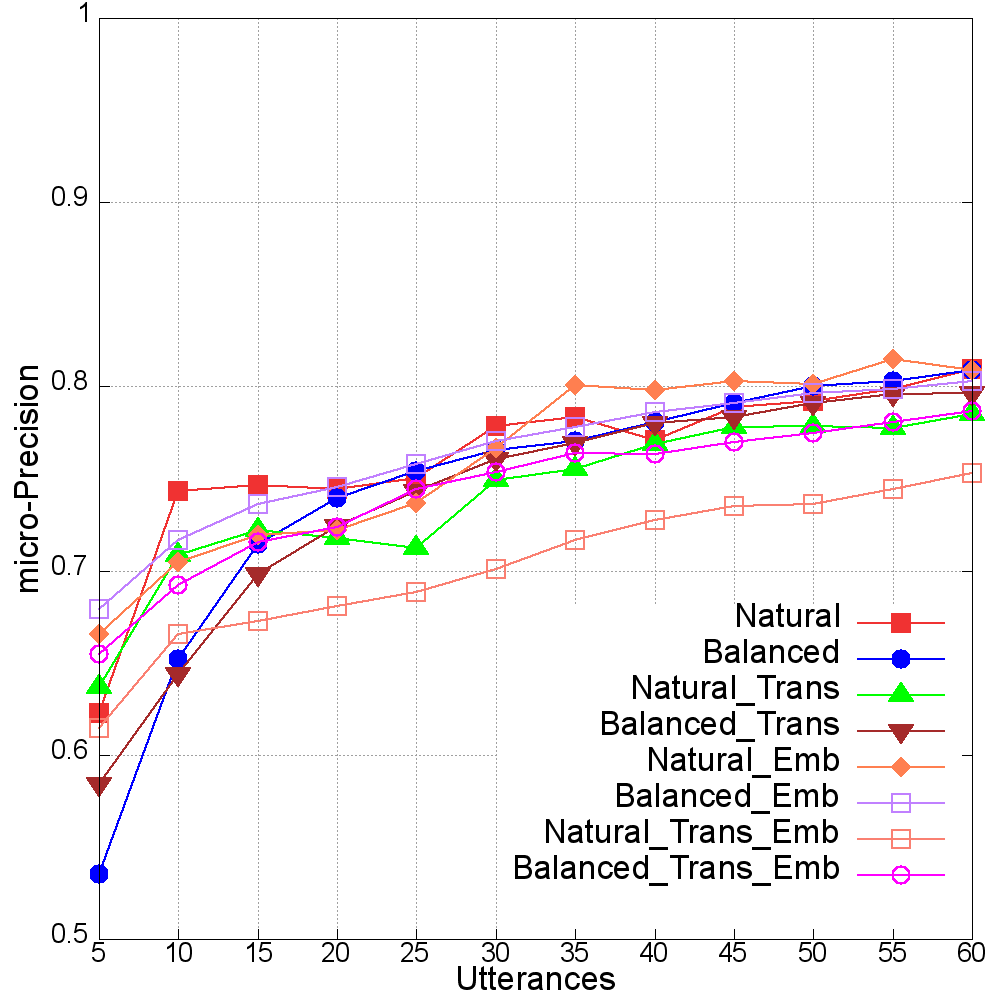 1
0.9
0.8
0.7
0.6
0.5
micro-Precision
5 10 15 20 25 30 35 40 45 50 55 60
Utterances
Natural
Balanced
Natural_Trans
Balanced_Trans
Natural_Emb
Balanced_Emb
Natural_Trans_Emb
Balanced_Trans_Emb